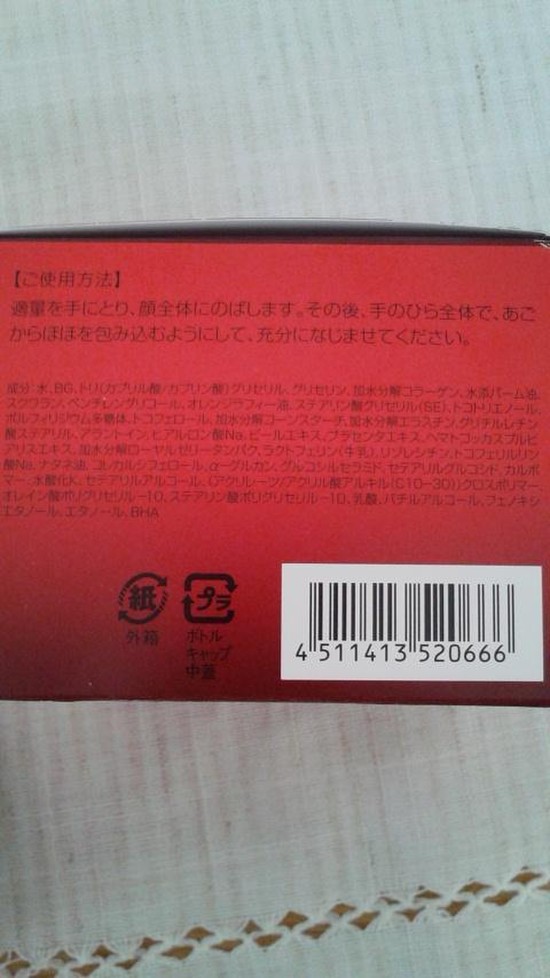 【ご使用方法】
適量を手にとり、顔全体にのばします。その後、手のひら全体で、あご
からほほを包み込むようにして、充分になじませてください。
成分:水、BG、トリ(カプリル酸/カプリン酸)グリセリル、グリセリン、加水分解コラーゲン、水添パーム油、
スクワラン、ペンチレングリコール、オレンジラフィー油、ステアリン酸グリセリル(SE)、トコトリエノール、
ポルフィリジウム多糖体、トコフェロール、加水分解コーンスターチ、加水分解エラスチン、グリチルレチン
酸ステアリル、アラントイン、ヒアルロン酸Na、ビールエキス、プラセンタエキス、ヘマトコッカスプルビ
アリスエキス、加水分解ローヤルゼリータンパク、ラクトフェリン(牛乳)、リゾレシチン、トコフェリルリン
酸Na、ナタネ油、コレカルシフェロール、α-グルカン、グルコシルセラミド、セテアリルグルコシド、カルボ
マー、水酸化K、セテアリルアルコール、(アクリレーツ/アクリル酸アルキル(C10-30))クロスポリマー、
オレイン酸ポリグリセリル-10、ステアリン酸ポリグリセリル-10、乳酸、バチルアルコール、フェノキシ
エタノール、エタノール、BHA
紙
外箱
プラ
ボトル
キャップ
中蓋
4 511413 520666